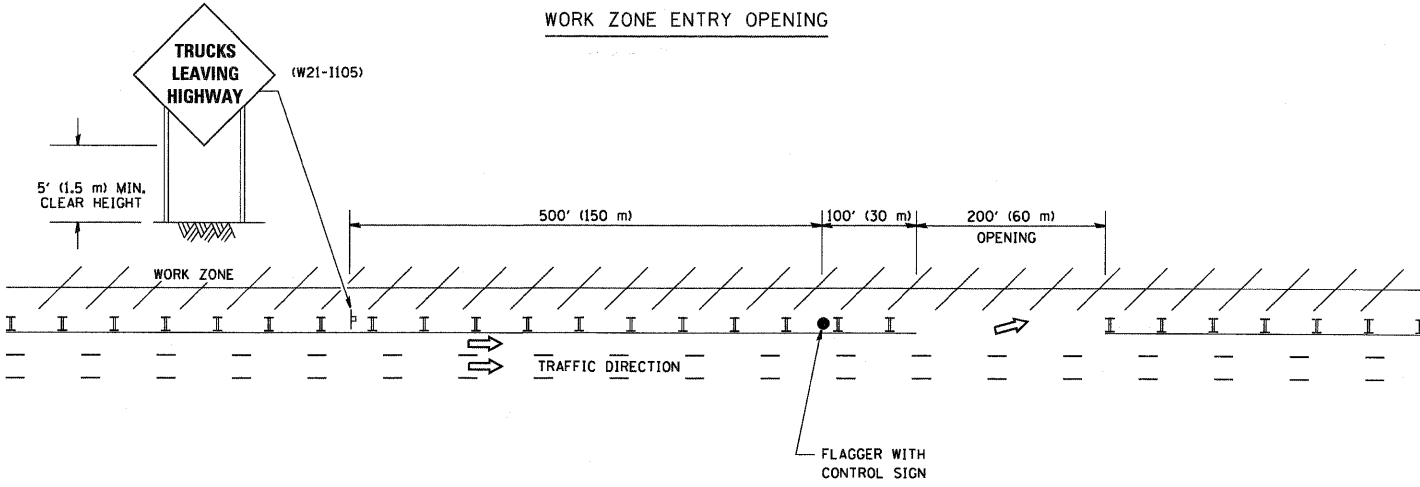 WORK ZONE ENTRY OPENING
TRUCKS
LEAVING
HIGHWAY
(W21-I105)
5' (1.5 m) MIN.
CLEAR HEIGHT
500' (150 m)
100' (30 m)
200' (60 m)
OPENING
WORK ZONE
TRAFFIC DIRECTION
FLAGGER WITH
CONTROL SIGN